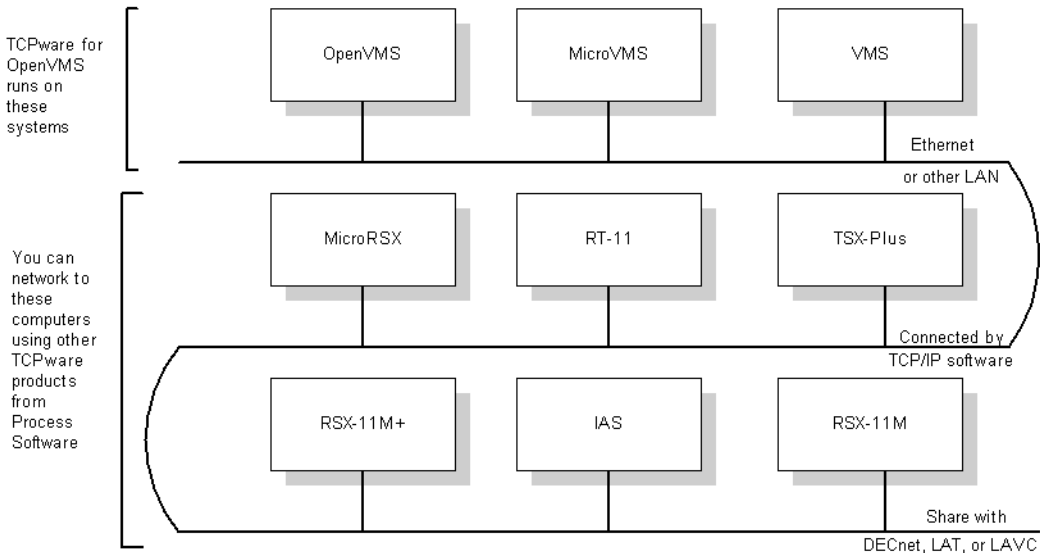 TCPware for
OpenVMS
runs on
these
systems
OpenVMS
MicroVMS
VMS
Ethernet
or other LAN
You can
network to
these
computers
using other
TCPware
products
from
Process
Software
MicroRSX
RT-11
TSX-Plus
Connected by
TCP/IP software
RSX-11M+
IAS
RSX-11M
Share with
DECnet, LAT, or LAVC